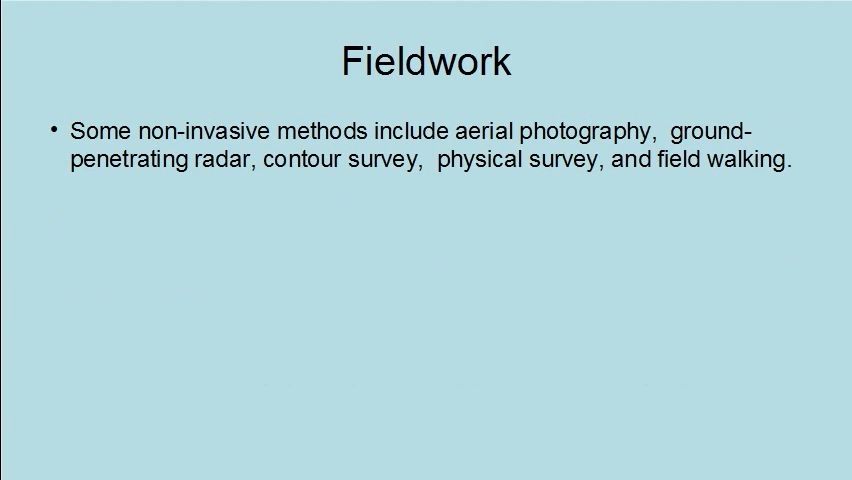 Fieldwork
• Some non-invasive methods include aerial photography,  ground-
penetrating radar, contour survey,  physical survey, and field walking.